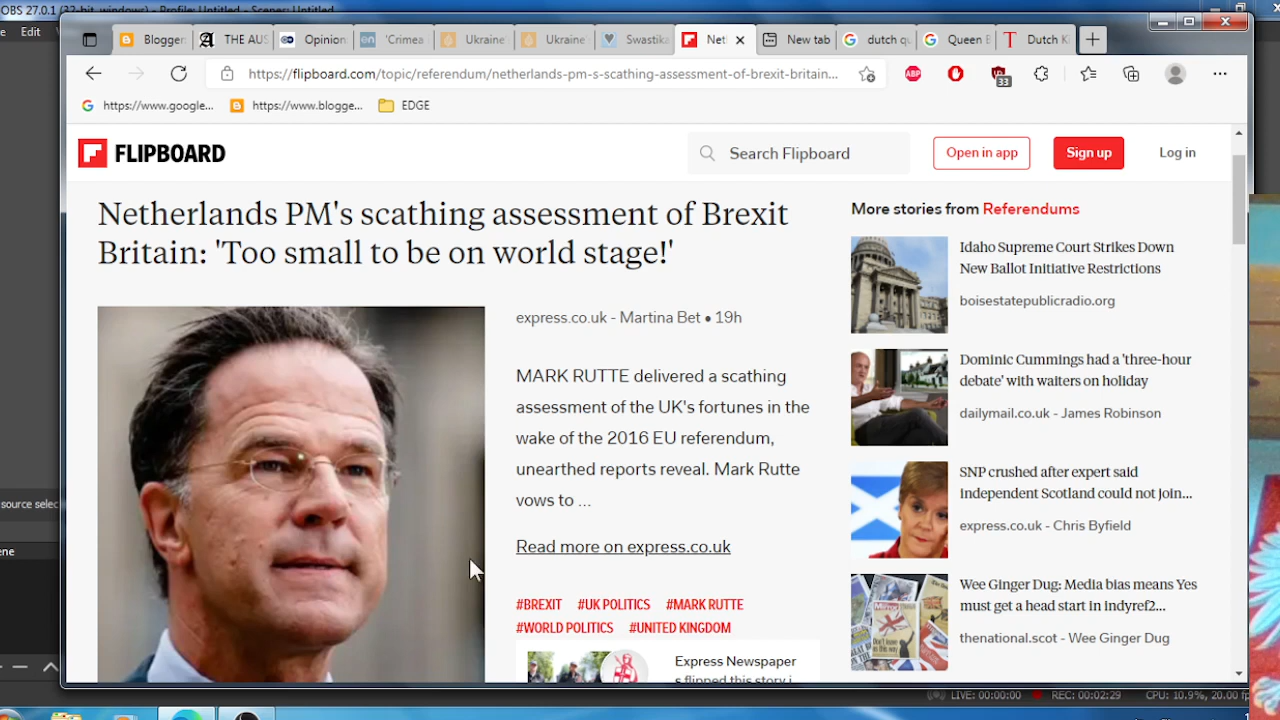 OBS 27.0.1 (32-bit, windows) - Profile: Untitled - Scenes: Untitled
Edit
Blogger
THE AUS
Opinion
'Crimea
Ukraine
Ukraine
Swastika
Net
New tab
dutch qu
Queen B
Dutch K
https://flipboard.com/topic/referendum/netherlands-pm-s-scathing-assessment-of-brexit-britain...
ABP
33
https://www.google...
https://www.blogge...
EDGE
FLIPBOARD
Search Flipboard
Open in app
Sign up
Log in
Netherlands PM's scathing assessment of Brexit
Britain: 'Too small to be on world stage!'
express.co.uk - Martina Bet • 19h
MARK RUTTE delivered a scathing
assessment of the UK's fortunes in the
wake of the 2016 EU referendum,
unearthed reports reveal. Mark Rutte
vows to ...
Read more on express.co.uk
#BREXIT #UK POLITICS #MARK RUTTE
#WORLD POLITICS #UNITED KINGDOM
Express Newspaper
s flipped this story i
More stories from Referendums
Idaho Supreme Court Strikes Down
New Ballot Initiative Restrictions
boisestatepublicradio.org
Dominic Cummings had a 'three-hour
debate' with waiters on holiday
dailymail.co.uk - James Robinson
SNP crushed after expert said
independent Scotland could not join...
express.co.uk - Chris Byfield
Wee Ginger Dug: Media bias means Yes
must get a head start in indyref2...
thenational.scot - Wee Ginger Dug
source selec
ene
LIVE: 00:00:00
REC: 00:02:29
CPU: 10.9%, 20.00 fp